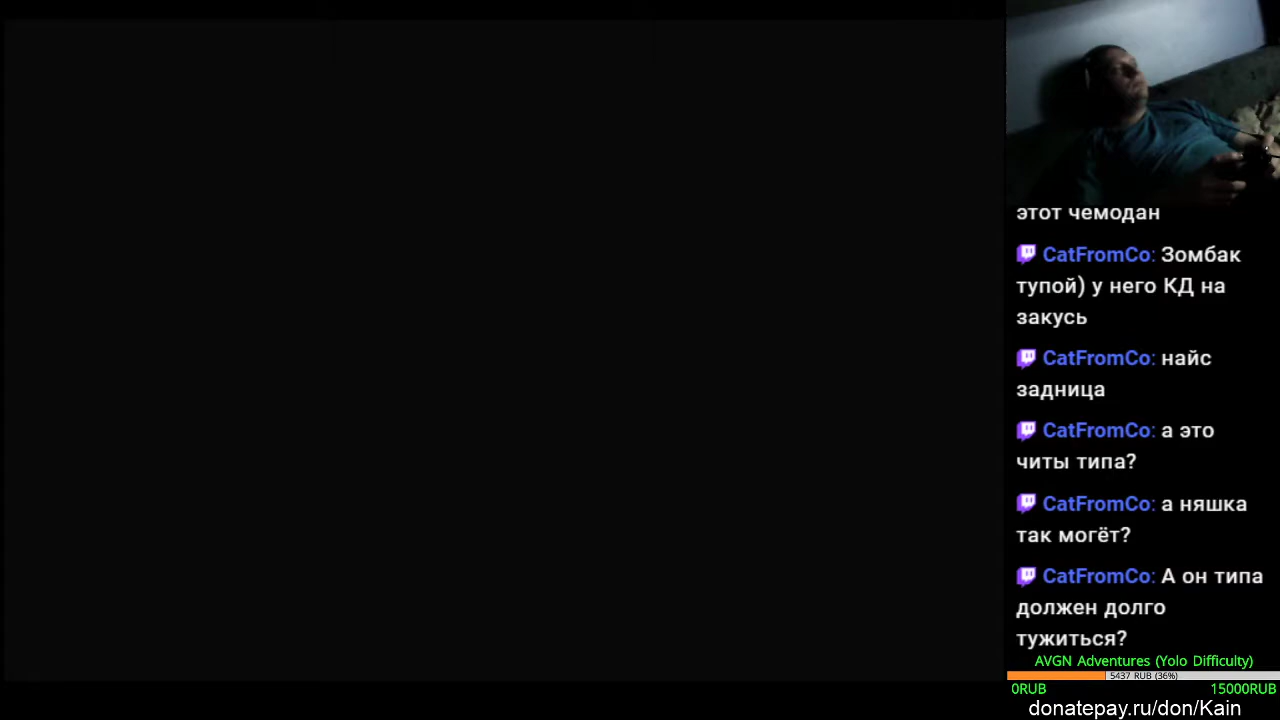 этот чемодан
CatFromCo: Зомбак
тупой) у него КД на
закусь
CatFromCo: найс
задница
CatFromCo: а это
читы типа?
CatFromCo: а няшка
так могёт?
CatFromCo: А он типа
должен долго
тужиться?
AVGN Adventures (Yolo Difficulty)
5437 RUB (36%)
0RUB 15000RUB
donatepay.ru/don/Kain